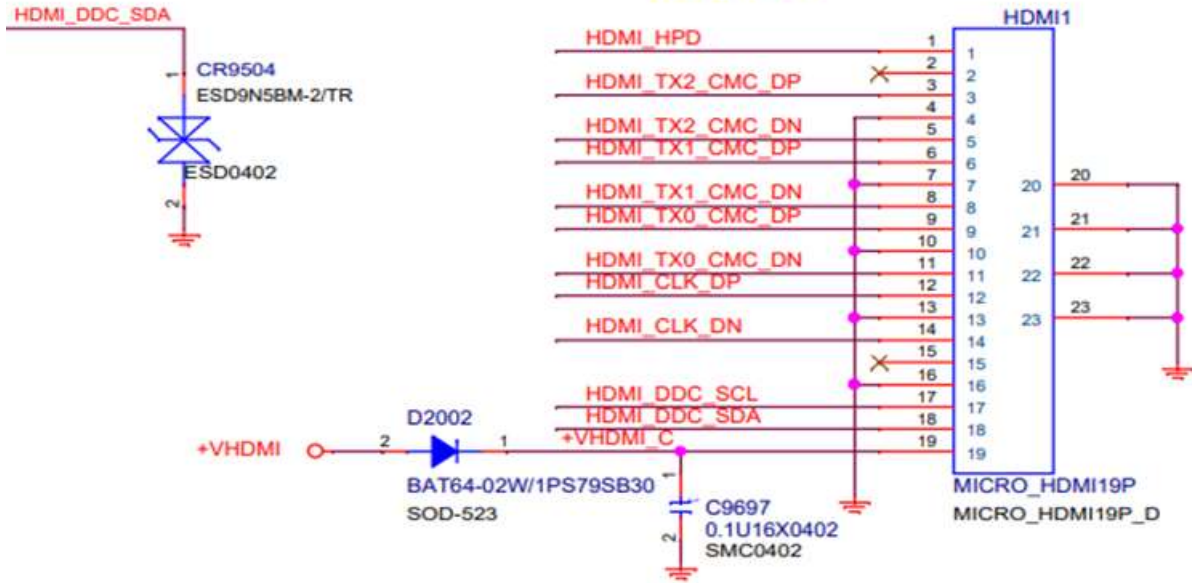 HDMI_DDC_SDA
1
CR9504
ESD9N5BM-2/TR
ESD0402
2
HDMI1
HDMI_HPD 1 1
2 2
HDMI_TX2_CMC_DP 3 3
4 4
HDMI_TX2_CMC_DN 5 5
HDMI_TX1_CMC_DP 6 6
7 7 20 20
HDMI_TX1_CMC_DN 8 8
HDMI_TX0_CMC_DP 9 9 21 21
10 10
HDMI_TX0_CMC_DN 11 11 22 22
HDMI_CLK_DP 12 12
13 13 23 23
HDMI_CLK_DN 14 14
15 15
16 16
HDMI_DDC_SCL 17 17
HDMI_DDC_SDA 18 18
+VHDMI_C 19 19
D2002
+VHDMI 2 1
BAT64-02W/1PS79SB30
SOD-523
1
C9697
0.1U16X0402
2
SMC0402
MICRO_HDMI19P
MICRO_HDMI19P_D